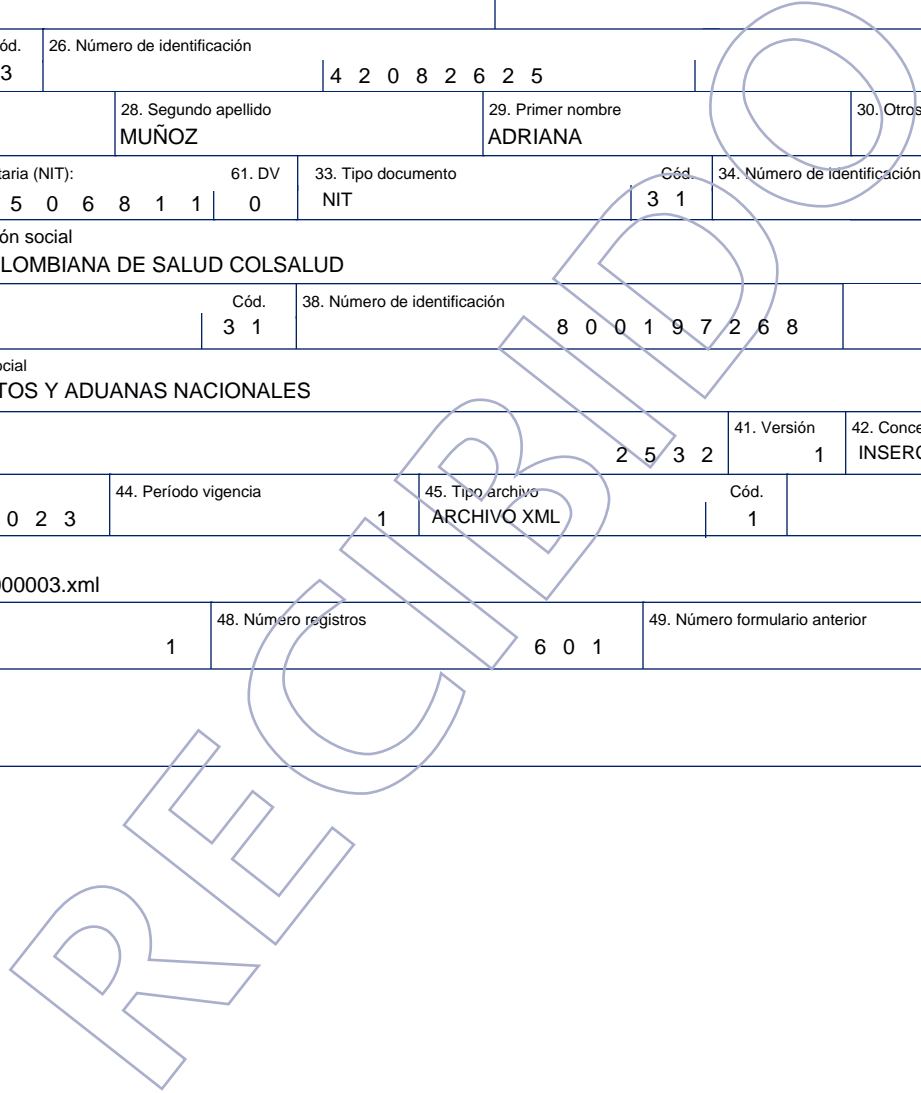 ód. 26. Número de identificación
3 4 2 0 8 2 6 2 5
28. Segundo apellido 29. Primer nombre 30. Otros
MUÑOZ ADRIANA
taria (NIT): 61. DV 33. Tipo documento Cód. 34. Número de identificación
5 0 6 8 1 1 0 NIT 3 1
ón social
LOMBIANA DE SALUD COLSALUD
Cód. 38. Número de identificación
3 1 8 0 0 1 9 7 2 6 8
ocial
TOS Y ADUANAS NACIONALES
41. Versión 42. Conce
2 5 3 2 1 INSERC
44. Período vigencia 45. Tipo archivo Cód.
0 2 3 1 ARCHIVO XML 1
000003.xml
48. Número registros 49. Número formulario anterior
1 6 0 1
RECIBIDO